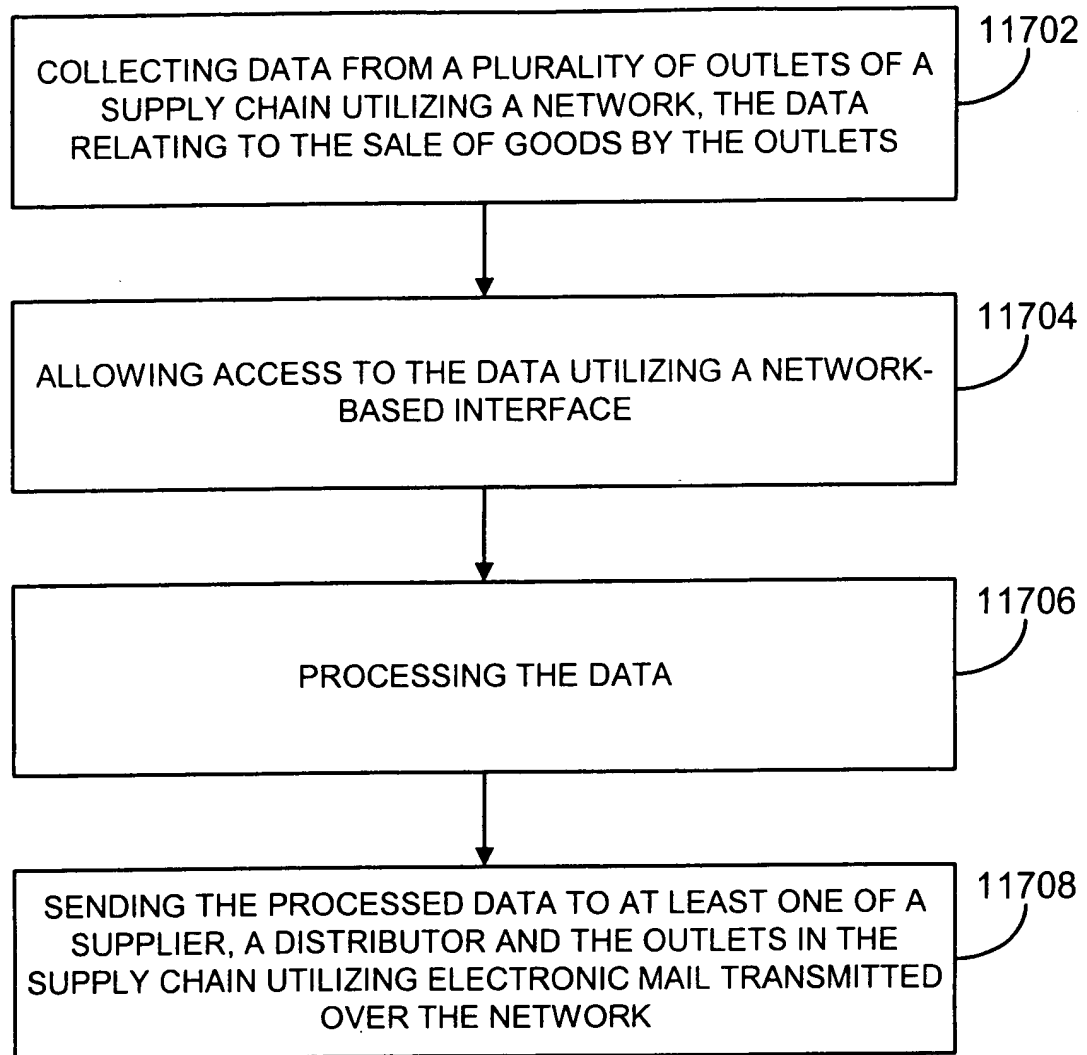 11702
COLLECTING DATA FROM A PLURALITY OF OUTLETS OF A
SUPPLY CHAIN UTILIZING A NETWORK, THE DATA
RELATING TO THE SALE OF GOODS BY THE OUTLETS
11704
ALLOWING ACCESS TO THE DATA UTILIZING A NETWORK-
BASED INTERFACE
11706
PROCESSING THE DATA
11708
SENDING THE PROCESSED DATA TO AT LEAST ONE OF A
SUPPLIER, A DISTRIBUTOR AND THE OUTLETS IN THE
SUPPLY CHAIN UTILIZING ELECTRONIC MAIL TRANSMITTED
OVER THE NETWORK